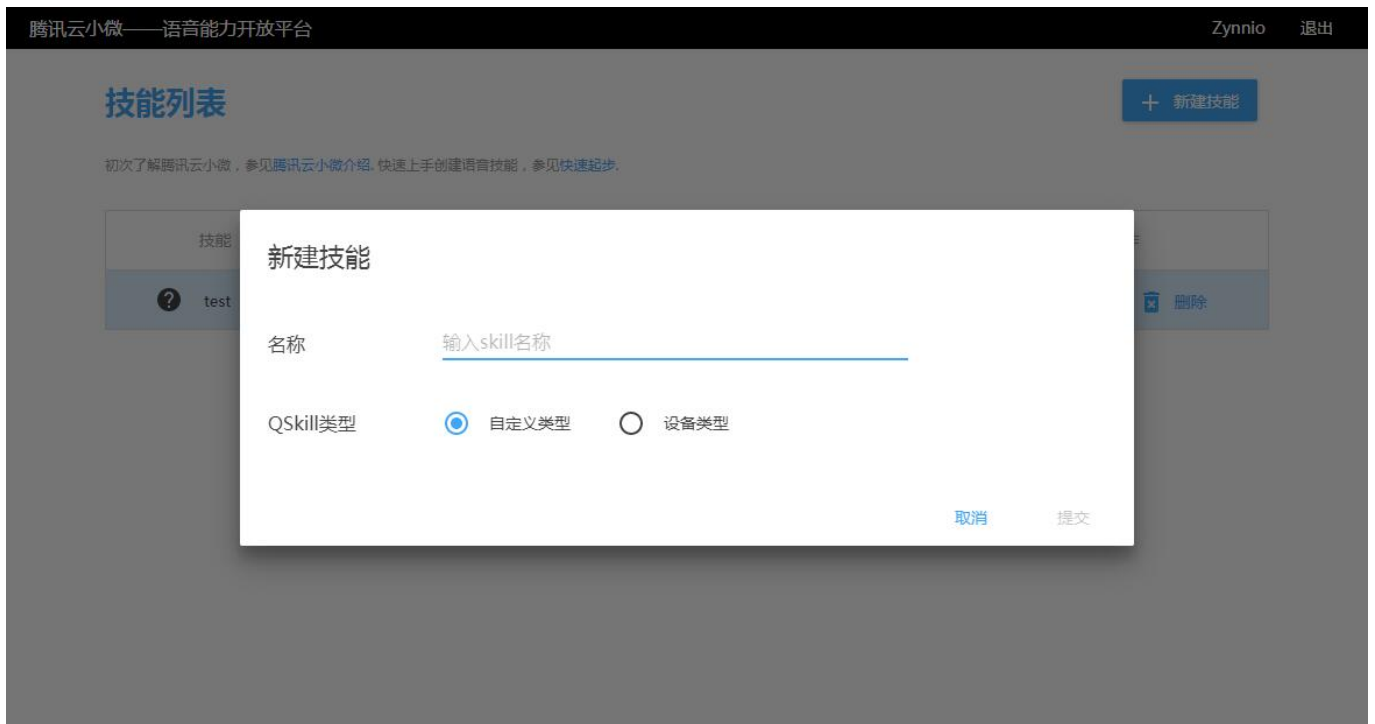 腾讯云小微——语音能力开放平台 Zynnio 退出
技能列表 新建技能
初次了解腾讯云小微，参见腾讯云小微介绍. 快速上手创建语音技能，参见快速起步.
技能
新建技能
test 删除
名称 输入skill名称
QSkill类型 自定义类型 设备类型
取消 提交